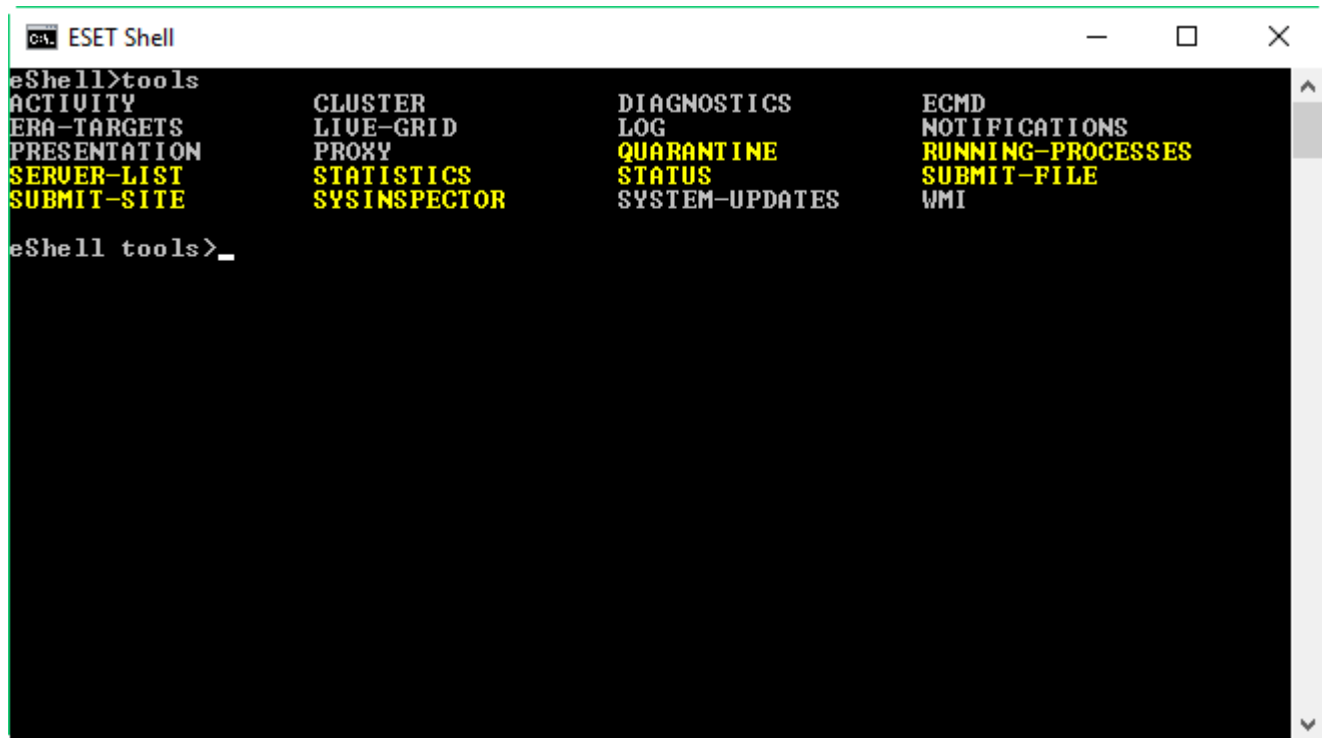 ESET Shell
eShell>tools
ACTIVITY CLUSTER DIAGNOSTICS ECMD
ERA-TARGETS LIVE-GRID LOG NOTIFICATIONS
PRESENTATION PROXY QUARANTINE RUNNING-PROCESSES
SERVER-LIST STATISTICS STATUS SUBMIT-FILE
SUBMIT-SITE SYSINSPECTOR SYSTEM-UPDATES WMI
eShell tools>_